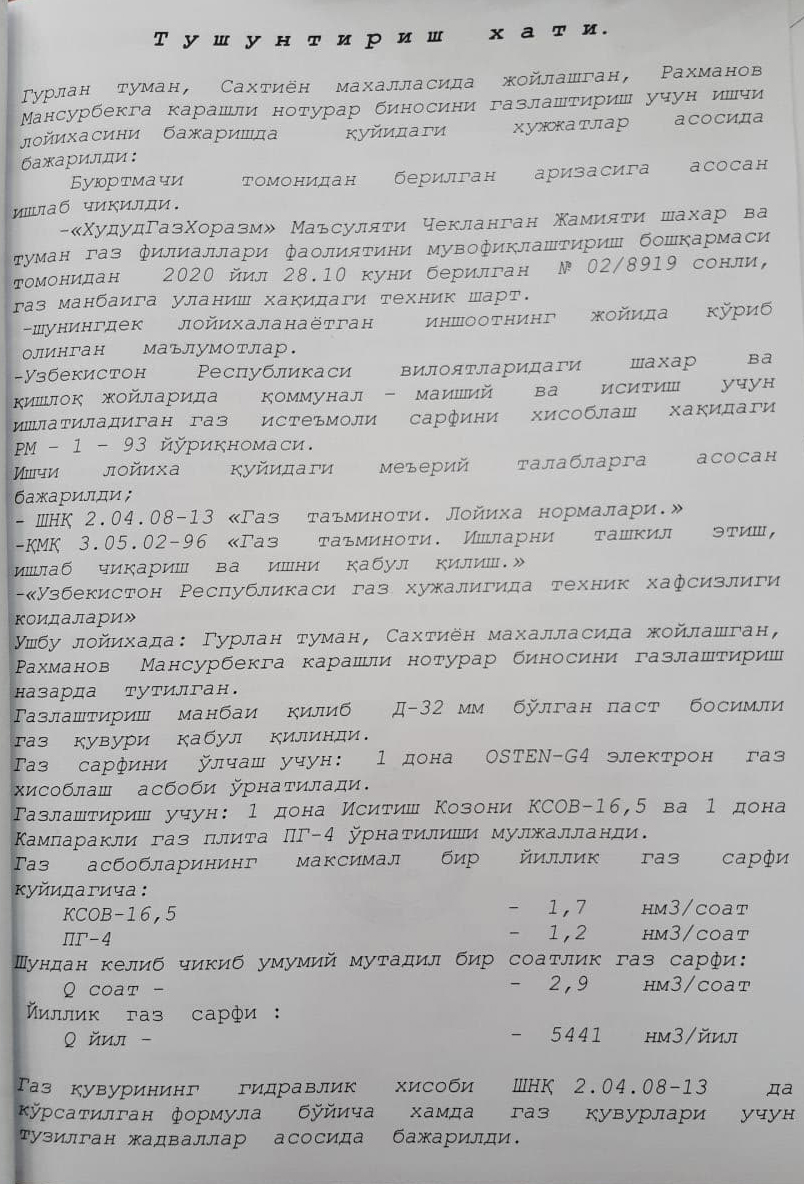 Тушунтириш хати.
Гурлан туман, Сахтиён махалласида жойлашган, Рахманов
Мансурбекга карашли нотурар биносини газлаштириш учун ишчи
лойихасини бажаришда қуйидаги хужжатлар асосида
бажарилди:
Буюртмачи томонидан берилган аризасига асосан
ишлаб чиқилди.
-«ХудудГазХоразм» Маъсуляти Чекланган Жамияти шахар ва
туман газ филиаллари фаолиятини мувофиқлаштириш бошқармаси
томонидан 2020 йил 28.10 куни берилган № 02/8919 сонли,
газ манбаига уланиш хақидаги техник шарт.
-шунингдек лойихаланаётган иншоотнинг жойида кўриб
олинган маълумотлар.
-Узбекистон Республикаси вилоятларидаги шахар ва
қишлоқ жойларида қоммунал - маиший ва иситиш учун
ишлатиладиган газ истеъмоли сарфини хисоблаш хақидаги
РМ - 1 - 93 йўриқномаси.
Ишчи лойиха қуйидаги меъерий талабларга асосан
бажарилди;
- ШНҚ 2.04.08-13 «Газ таъминоти. Лойиха нормалари.»
-ҚМҚ 3.05.02-96 «Газ таъминоти. Ишларни ташкил этиш,
ишлаб чиқариш ва ишни қабул қилиш.»
-«Узбекистон Республикаси газ хужалигида техник хафсизлиги
коидалари»
Ушбу лойихада: Гурлан туман, Сахтиён махалласида жойлашган,
Рахманов Мансурбекга карашли нотурар биносини газлаштириш
назарда тутилган.
Газлаштириш манбаи қилиб Д-32 мм бўлган паст босимли
газ қувури қабул қилинди.
Газ сарфини ўлчаш учун: 1 дона OSTEN-G4 электрон газ
хисоблаш асбоби ўрнатилади.
Газлаштириш учун: 1 дона Иситиш Козони КСОВ-16,5 ва 1 дона
Кампаракли газ плита ПГ-4 ўрнатилиши мулжалланди.
Газ асбобларининг максимал бир йиллик газ сарфи
куйидагича:
КСОВ-16,5 - 1,7 нм3/соат
ПГ-4 - 1,2 нм3/соат
Шундан келиб чикиб умумий мутадил бир соатлик газ сарфи:
Q соат - - 2,9 нм3/соат
Йиллик газ сарфи :
Q йил - - 5441 нм3/йил
Газ қувурининг гидравлик хисоби ШНҚ 2.04.08-13 да
кўрсатилган формула бўйича хамда газ қувурлари учун
тузилган жадваллар асосида бажарилди.